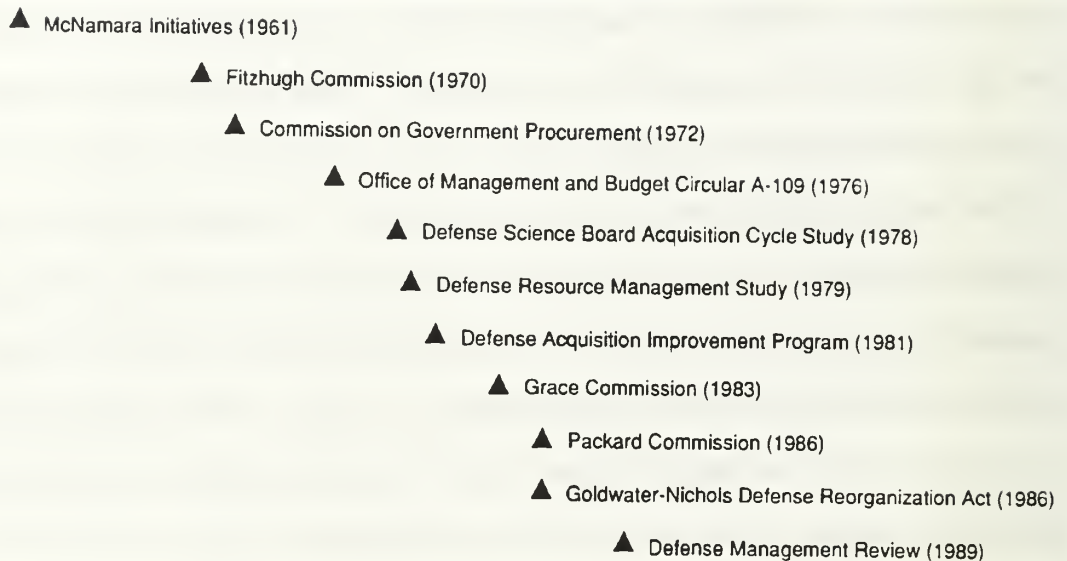 McNamara Initiatives (1961)
Fitzhugh Commission (1970)
Commission on Government Procurement (1972)
Office of Management and Budget Circular A-109 (1976)
Defense Science Board Acquisition Cycle Study (1978)
Defense Resource Management Study (1979)
Defense Acquisition Improvement Program (1981)
Grace Commission (1983)
Packard Commission (1986)
Goldwater-Nichols Defense Reorganization Act (1986)
Defense Management Review (1989)